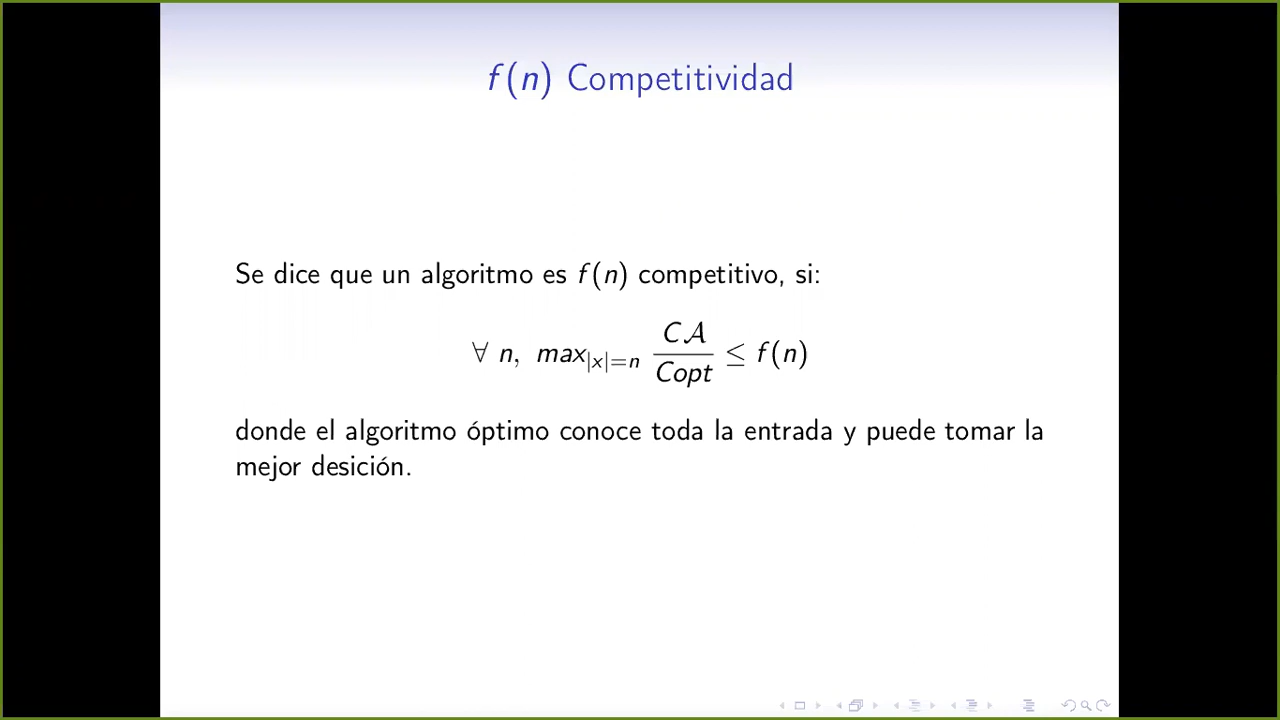 f(n) Competitividad
Se dice que un algoritmo es f(n) competitivo, si:
∀ n, max|x|=n C𝒜/Copt ≤ f(n)
donde el algoritmo óptimo conoce toda la entrada y puede tomar la
mejor desición.